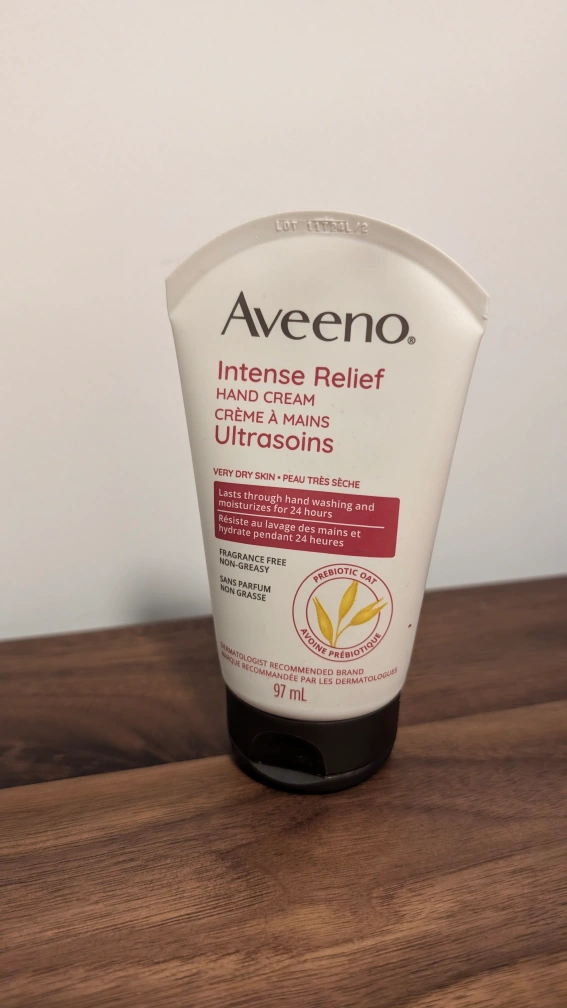 LOT
Aveeno®
Intense Relief
HAND CREAM
CRÈME À MAINS
Ultrasoins
VERY DRY SKIN • PEAU TRÈS SÈCHE
Lasts through hand washing and
moisturizes for 24 hours
Résiste au lavage des mains et
hydrate pendant 24 heures
FRAGRANCE FREE
NON-GREASY
SANS PARFUM
NON GRASSE
PREBIOTIC OAT
AVOINE PRÉBIOTIQUE
DERMATOLOGIST RECOMMENDED BRAND
MARQUE RECOMMANDÉE PAR LES DERMATOLOGUES
97 mL